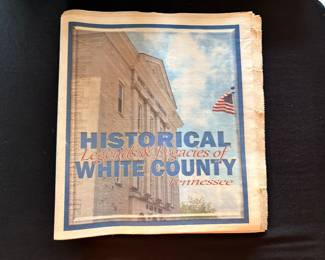 HISTORICAL
Legends & Legacies of
WHITE COUNTY
Tennessee